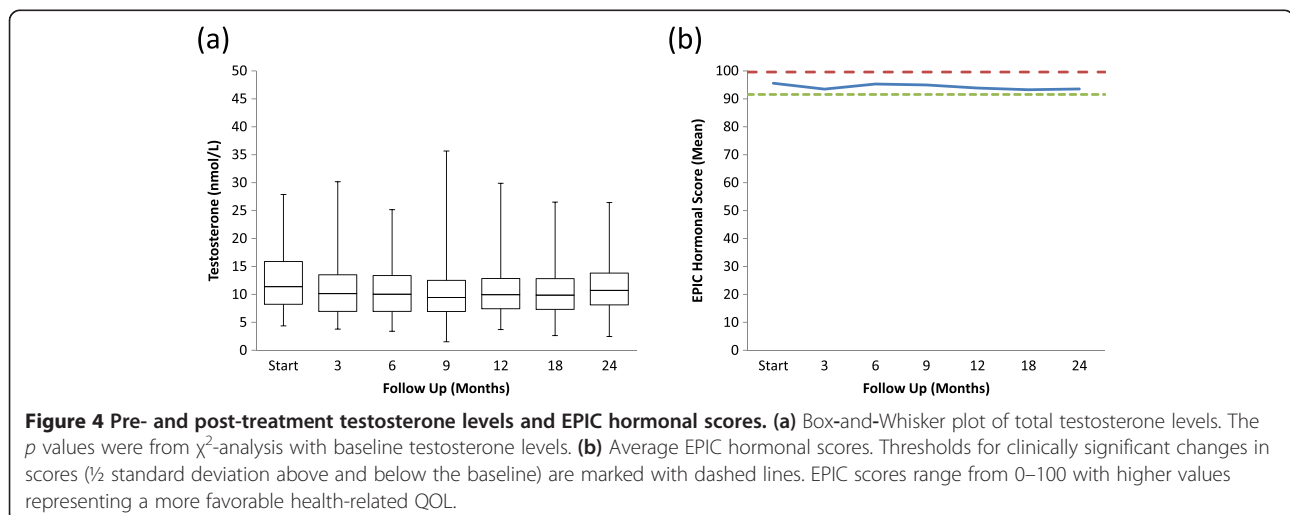 (a)
50
45
40
35
30
25
20
15
10
5
0
Testosterone (nmol/L)
Start 3 6 9 12 18 24
Follow Up (Months)
(b)
100
90
80
70
60
50
40
30
20
10
0
EPIC Hormonal Score (Mean)
Start 3 6 9 12 18 24
Follow Up (Months)
Figure 4 Pre- and post-treatment testosterone levels and EPIC hormonal scores. (a) Box-and-Whisker plot of total testosterone levels. The
p values were from χ²-analysis with baseline testosterone levels. (b) Average EPIC hormonal scores. Thresholds for clinically significant changes in
scores (½ standard deviation above and below the baseline) are marked with dashed lines. EPIC scores range from 0–100 with higher values
representing a more favorable health-related QOL.